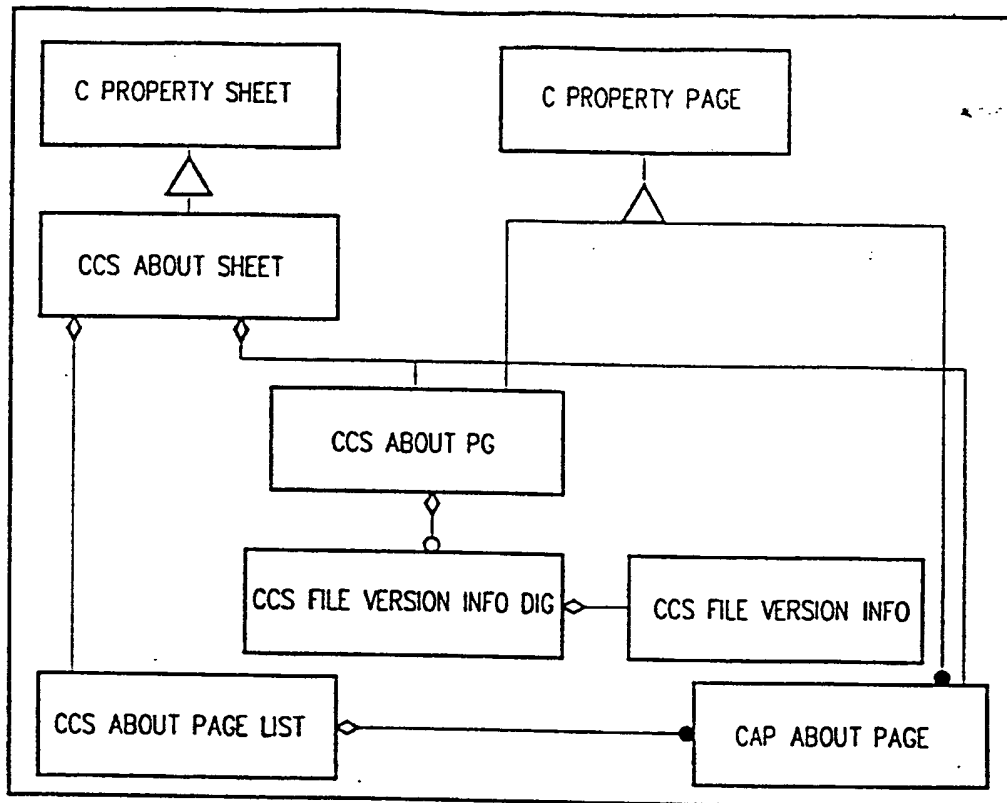 C PROPERTY SHEET
C PROPERTY PAGE
CCS ABOUT SHEET
CCS ABOUT PG
CCS FILE VERSION INFO DIG
CCS FILE VERSION INFO
CCS ABOUT PAGE LIST
CAP ABOUT PAGE